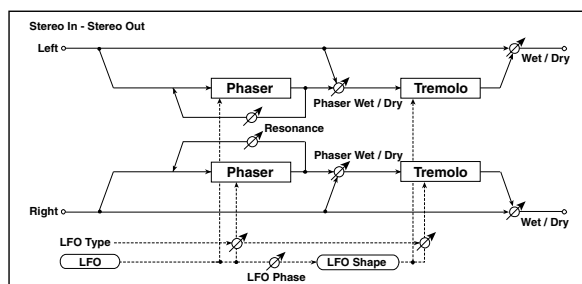 Stereo In - Stereo Out
Left
Wet / Dry
Phaser
Tremolo
Phaser Wet / Dry
Resonance
Phaser Wet / Dry
Phaser
Tremolo
Right
Wet / Dry
LFO Type
LFO
LFO Shape
LFO Phase